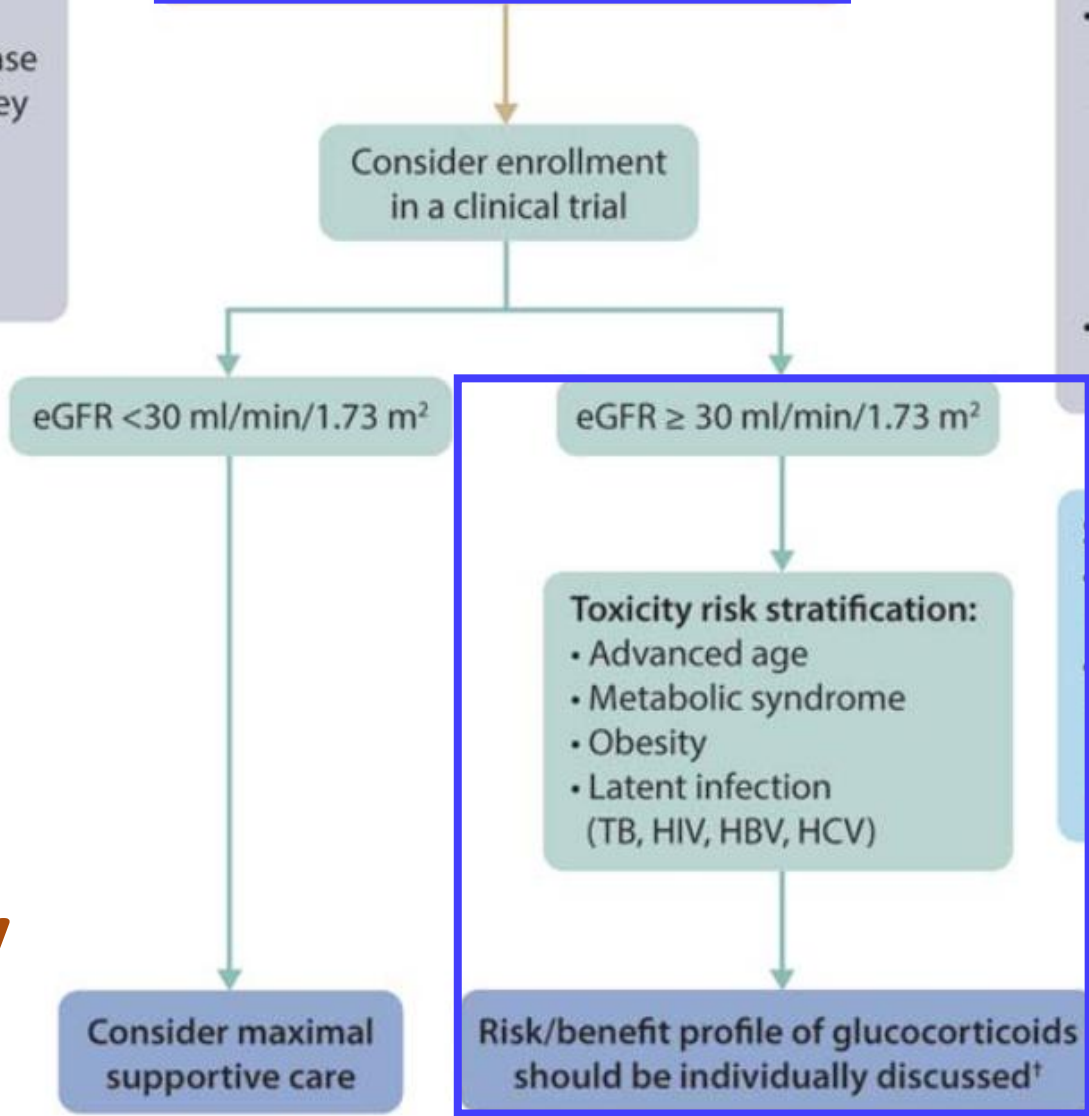 Consider enrollment
in a clinical trial
eGFR <30 ml/min/1.73 m²
eGFR ≥ 30 ml/min/1.73 m²
Toxicity risk stratification:
• Advanced age
• Metabolic syndrome
• Obesity
• Latent infection
(TB, HIV, HBV, HCV)
Consider maximal
supportive care
Risk/benefit profile of glucocorticoids
should be individually discussed†